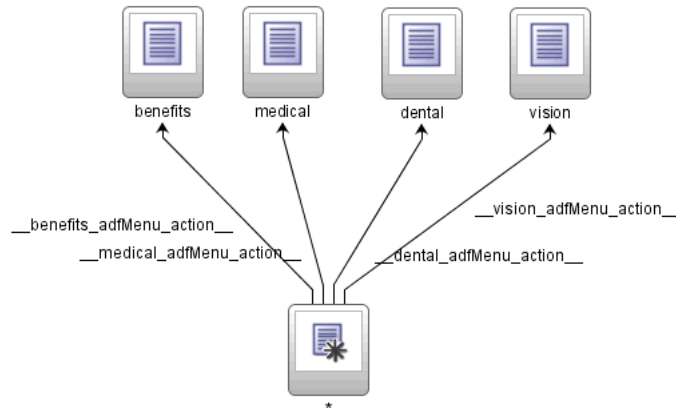 benefits
medical
dental
vision
__vision_adfMenu_action__
__benefits_adfMenu_action__
__medical_adfMenu_action__
__dental_adfMenu_action__
*